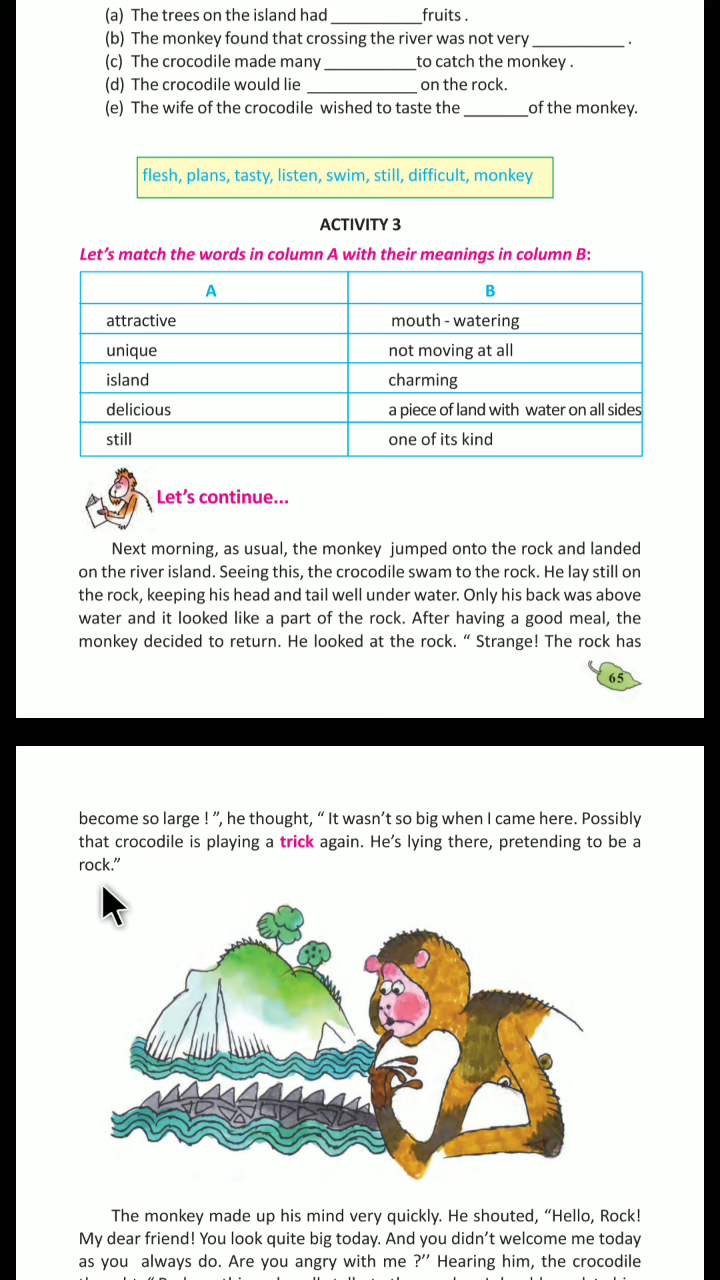 (a) The trees on the island had __________ fruits .
(b) The monkey found that crossing the river was not very __________ .
(c) The crocodile made many __________ to catch the monkey .
(d) The crocodile would lie ____________ on the rock.
(e) The wife of the crocodile wished to taste the _______ of the monkey.
flesh, plans, tasty, listen, swim, still, difficult, monkey
ACTIVITY 3
Let's match the words in column A with their meanings in column B:
A B
attractive mouth - watering
unique not moving at all
island charming
delicious a piece of land with water on all sides
still one of its kind
Let's continue...
Next morning, as usual, the monkey jumped onto the rock and landed
on the river island. Seeing this, the crocodile swam to the rock. He lay still on
the rock, keeping his head and tail well under water. Only his back was above
water and it looked like a part of the rock. After having a good meal, the
monkey decided to return. He looked at the rock. “ Strange! The rock has
65
become so large ! ”, he thought, “ It wasn't so big when I came here. Possibly
that crocodile is playing a trick again. He's lying there, pretending to be a
rock.”
The monkey made up his mind very quickly. He shouted, “Hello, Rock!
My dear friend! You look quite big today. And you didn't welcome me today
as you always do. Are you angry with me ?’’ Hearing him, the crocodile